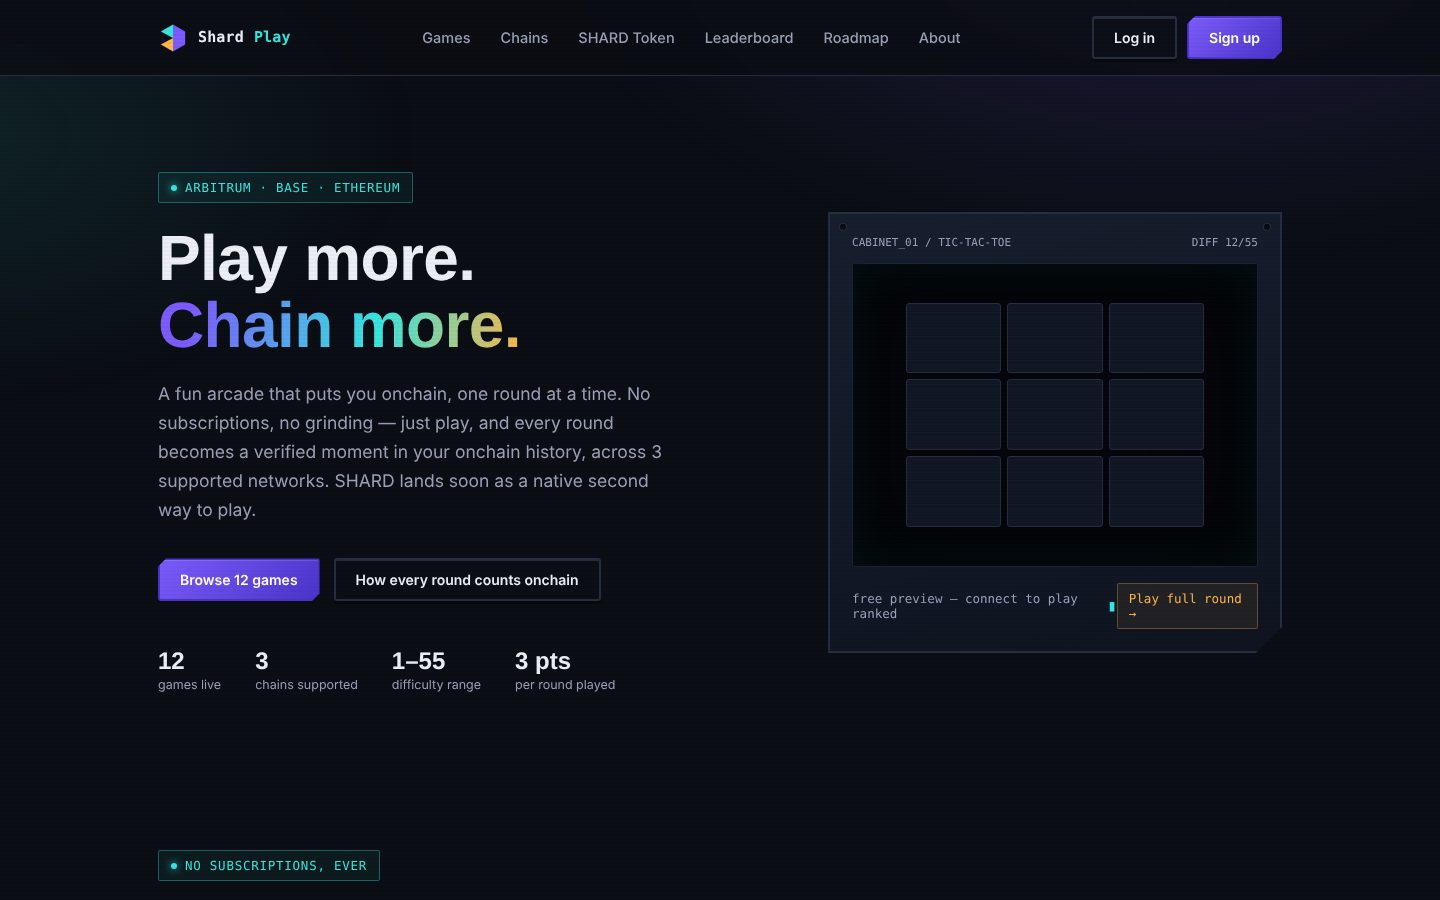 Shard Play
Games
Chains
SHARD Token
Leaderboard
Roadmap
About
Log in
Sign up
ARBITRUM · BASE · ETHEREUM
Play more.
Chain more.
A fun arcade that puts you onchain, one round at a time. No
subscriptions, no grinding — just play, and every round
becomes a verified moment in your onchain history, across 3
supported networks. SHARD lands soon as a native second
way to play.
Browse 12 games
How every round counts onchain
12
games live
3
chains supported
1–55
difficulty range
3 pts
per round played
CABINET_01 / TIC-TAC-TOE
DIFF 12/55
free preview — connect to play
ranked
Play full round
→
NO SUBSCRIPTIONS, EVER